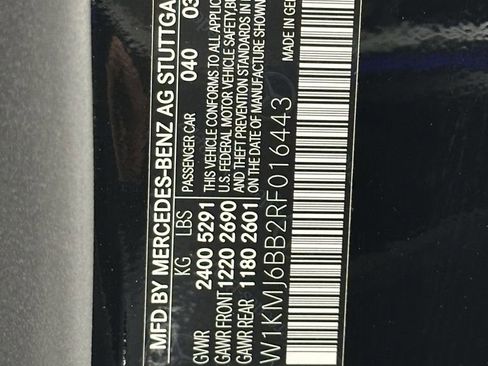 MFD BY MERCEDES-BENZ AG STUTTGA
KG LBS PASSENGER CAR 040 03
GVWR 2400 5291 THIS VEHICLE CONFORMS TO ALL APPLIC
GAWR FRONT 1220 2690 U.S. FEDERAL MOTOR VEHICLE SAFETY,B
GAWR REAR 1180 2601 AND THEFT PREVENTION STANDARDS IN
ON THE DATE OF MANUFACTURE SHOWN
MADE IN GE
W1KMJ6BB2RF016443